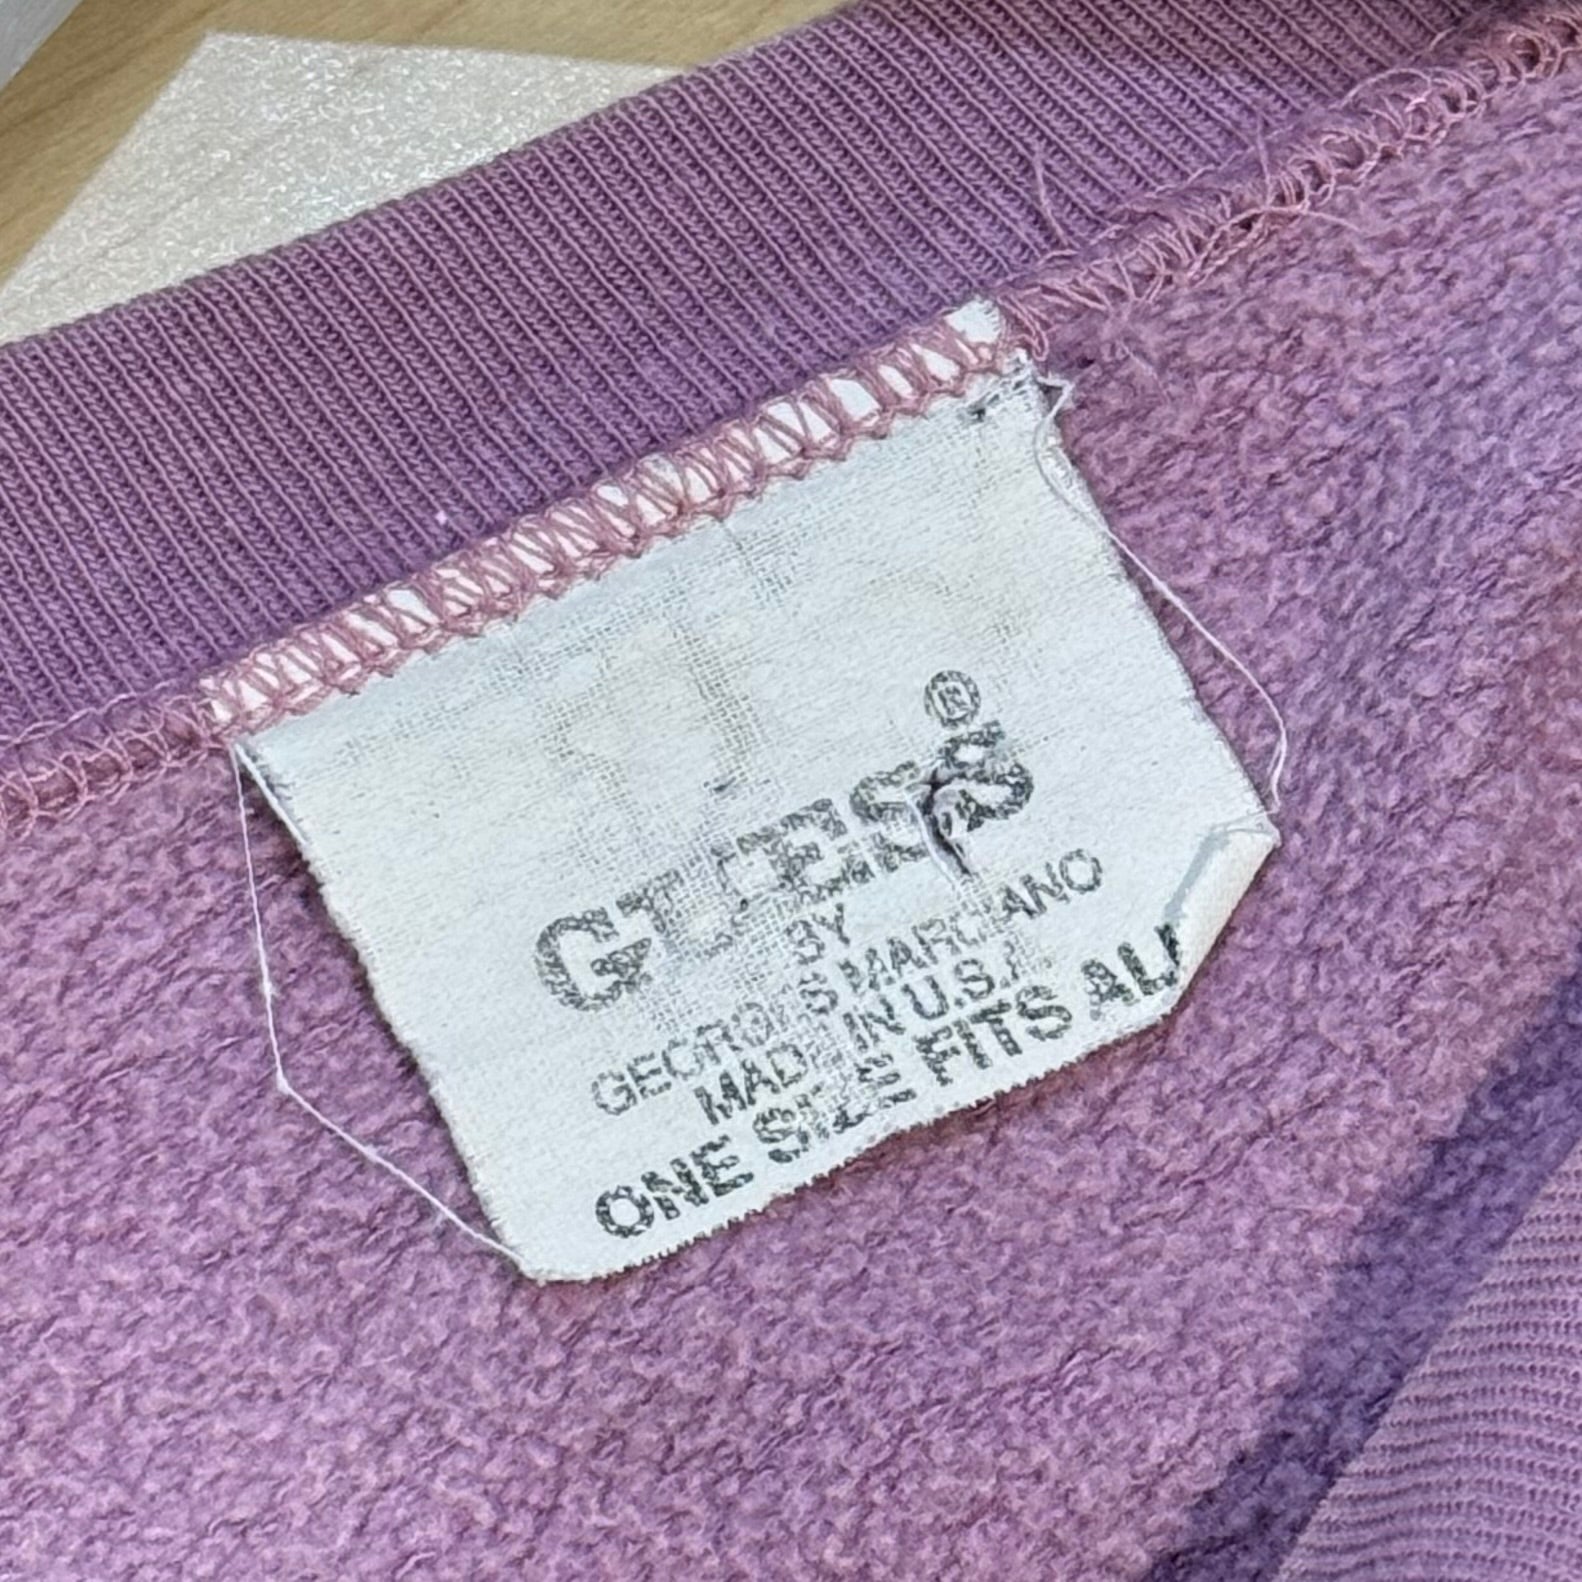 GUESS®
BY
GEORGES MARCIANO
MADE IN U.S.A.
ONE SIZE FITS ALL